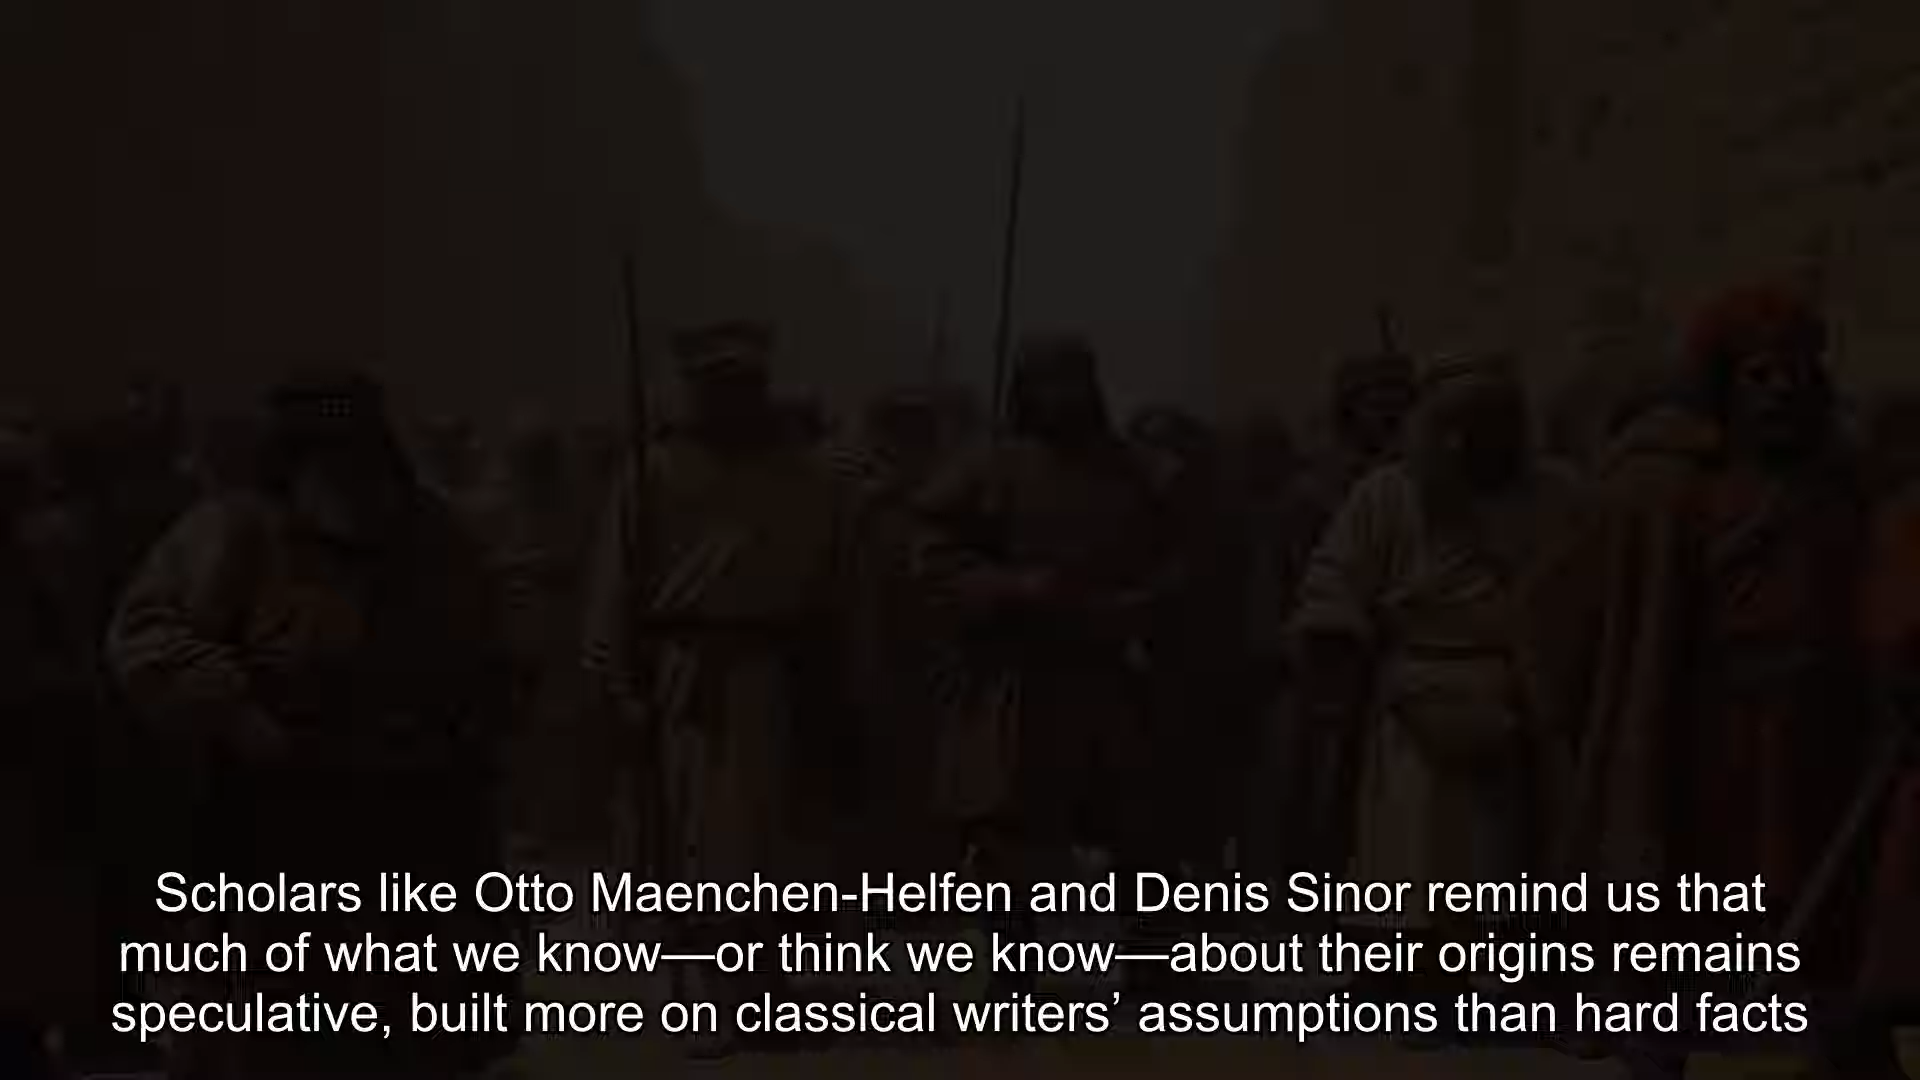 Scholars like Otto Maenchen-Helfen and Denis Sinor remind us that
much of what we know—or think we know—about their origins remains
speculative, built more on classical writers’ assumptions than hard facts